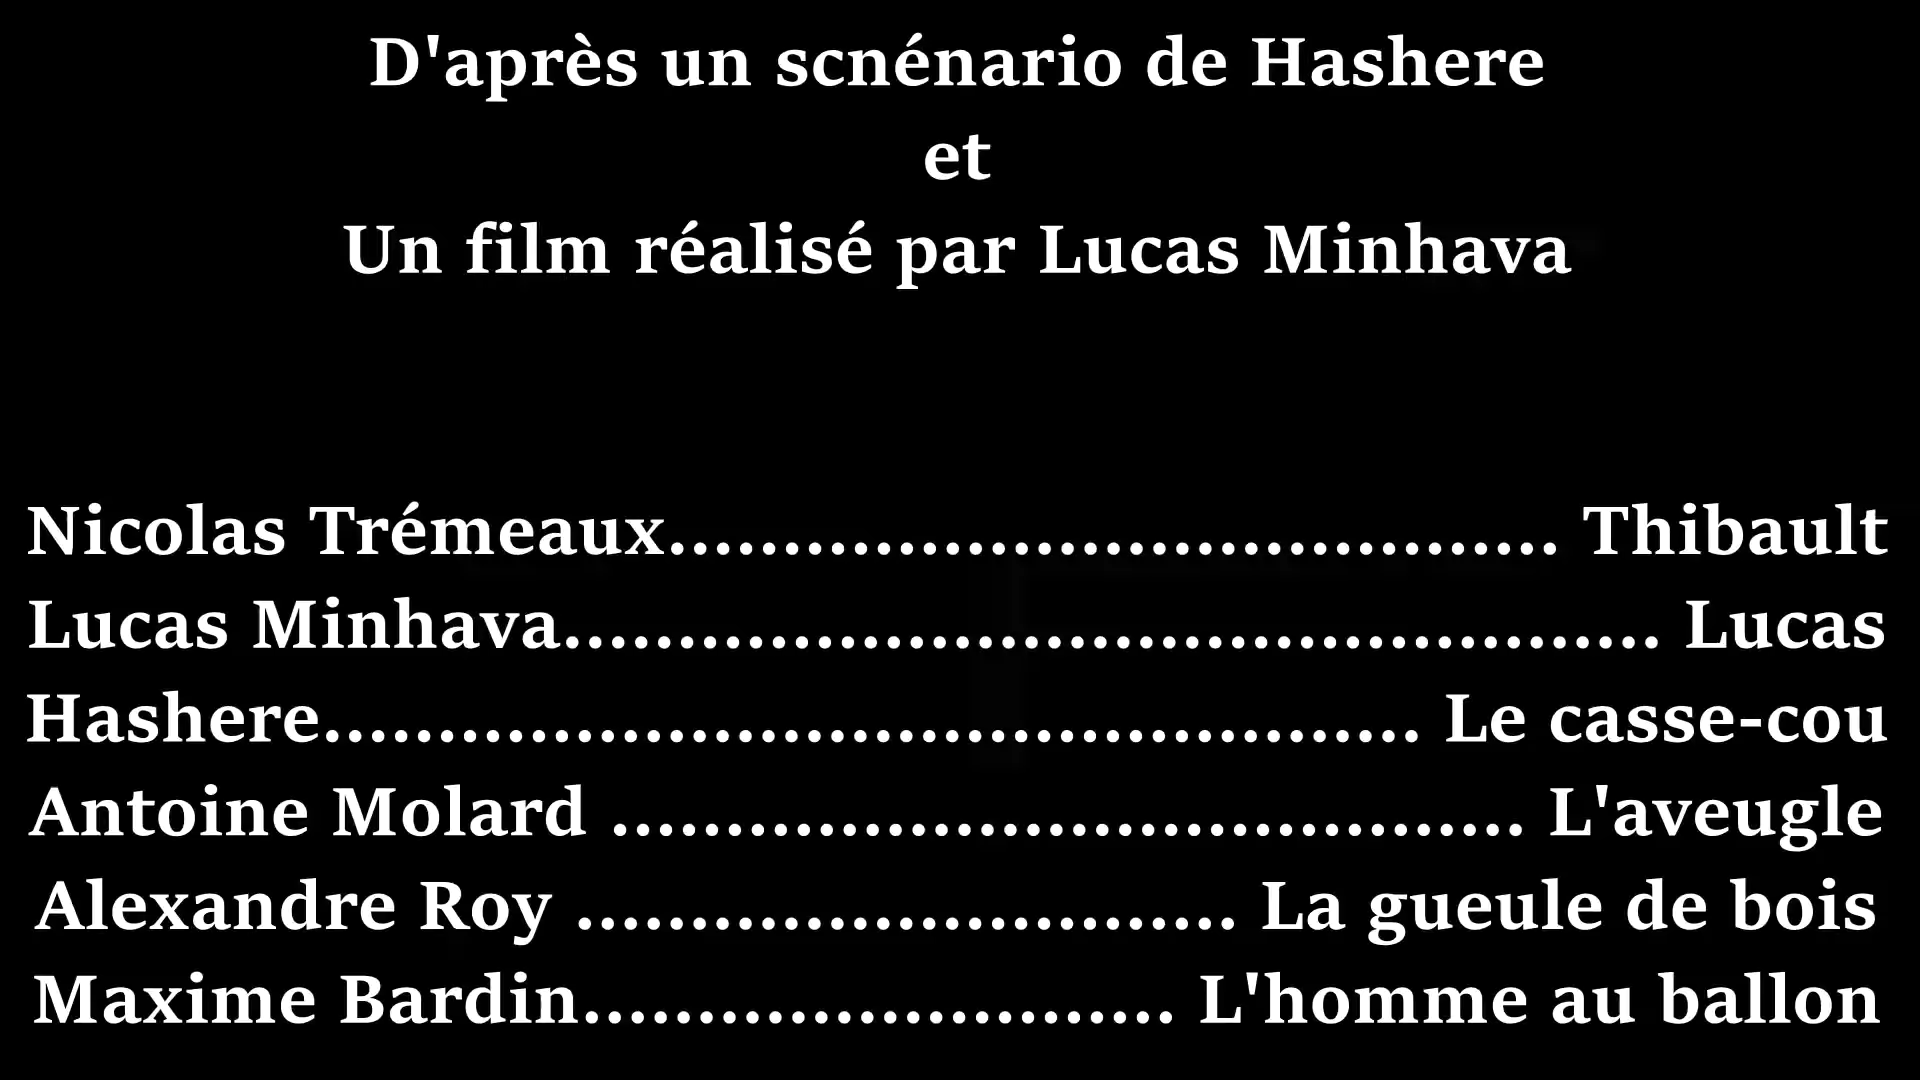 D'après un scnénario de Hashere
et
Un film réalisé par Lucas Minhava
Nicolas Trémeaux....................................... Thibault
Lucas Minhava................................................ Lucas
Hashere................................................ Le casse-cou
Antoine Molard ........................................ L'aveugle
Alexandre Roy ............................. La gueule de bois
Maxime Bardin.......................... L'homme au ballon